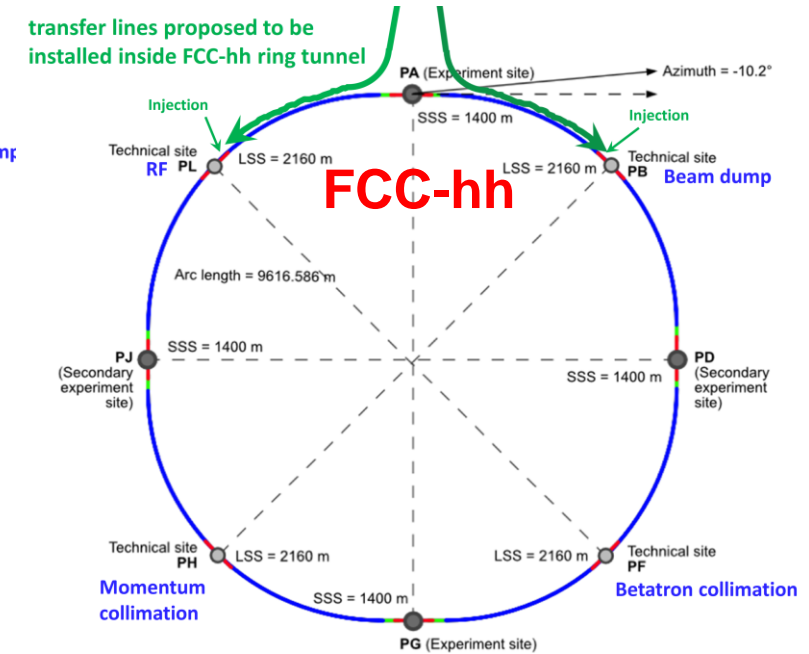 transfer lines proposed to be
installed inside FCC-hh ring tunnel
PA (Experiment site)
Azimuth = -10.2°
SSS = 1400 m
Injection
Injection
Technical site
PL
RF
LSS = 2160 m
FCC-hh
LSS = 2160 m
Technical site
PB
Beam dump
Arc length = 9616.586 m
PJ
(Secondary
experiment
site)
SSS = 1400 m
SSS = 1400 m
PD
(Secondary
experiment
site)
Technical site
PH
LSS = 2160 m
Momentum
collimation
LSS = 2160 m
Technical site
PF
Betatron collimation
SSS = 1400 m
PG (Experiment site)